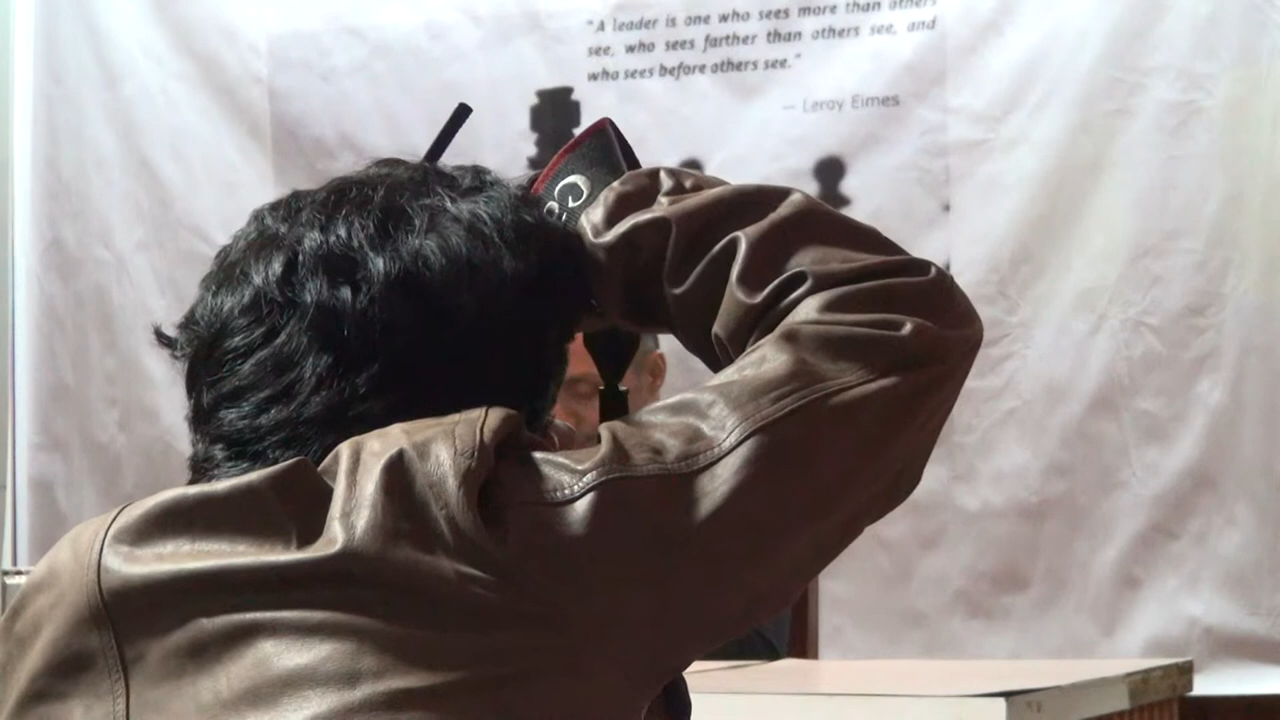 "A leader is one who sees more than others
see, who sees farther than others see, and
who sees before others see."
— Leroy Eimes